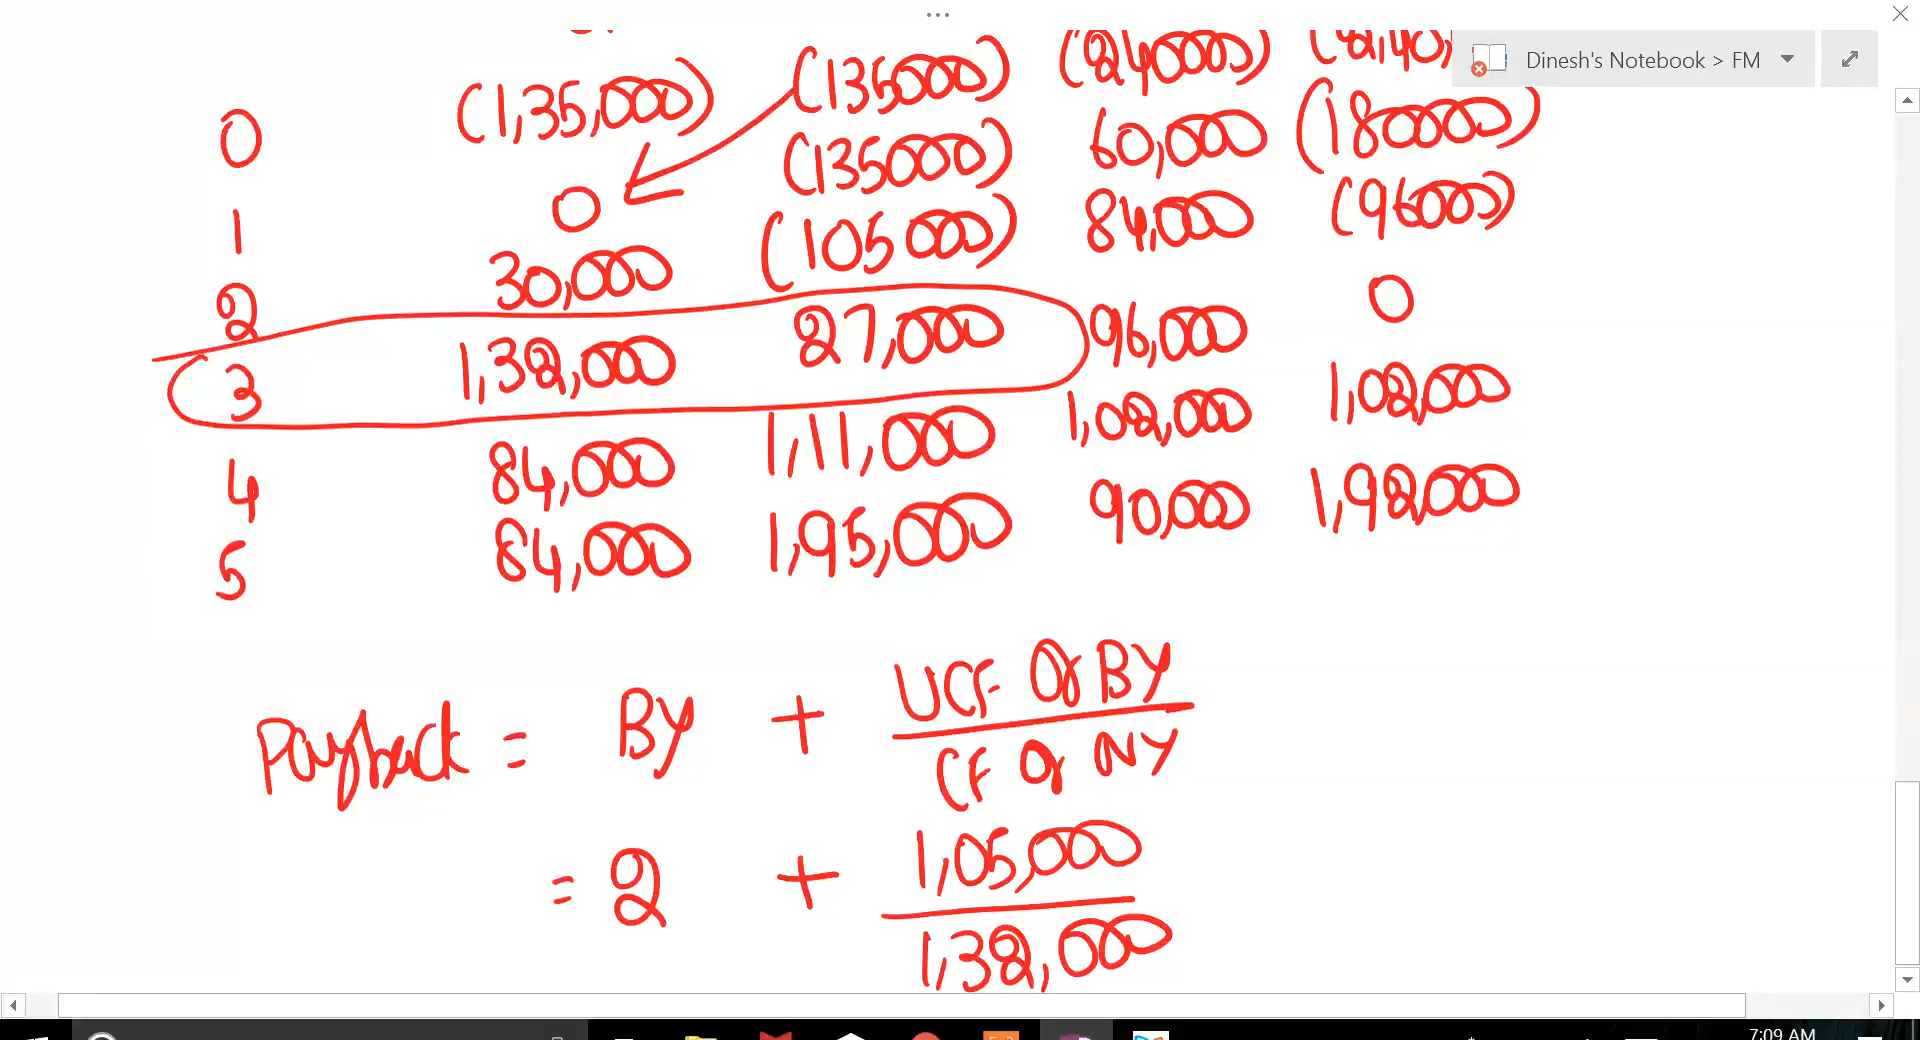 Dinesh's Notebook > FM
0 (1,35,000) (135000) (24000) (2,40,
1 0 (135000) 60,000 (180000)
2 30,000 (105000) 84,000 (96000)
3 1,32,000 27,000 96,000 0
4 84,000 1,11,000 1,02,000 1,02,000
5 84,000 1,95,000 90,000 1,92,000
Payback = BY + UCF Of BY
CF Of NY
= 2 + 1,05,000
1,32,000
7:09 AM